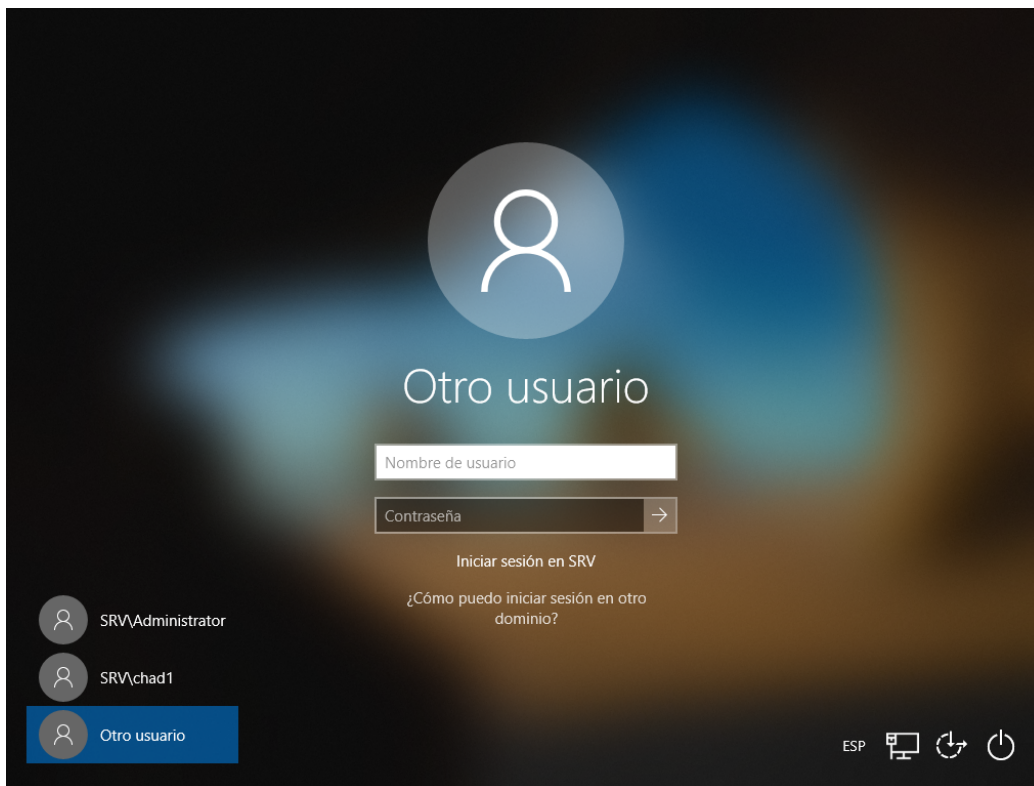 Otro usuario
Nombre de usuario
Contraseña
Iniciar sesión en SRV
¿Cómo puedo iniciar sesión en otro
dominio?
SRV\Administrator
SRV\chad1
Otro usuario
ESP